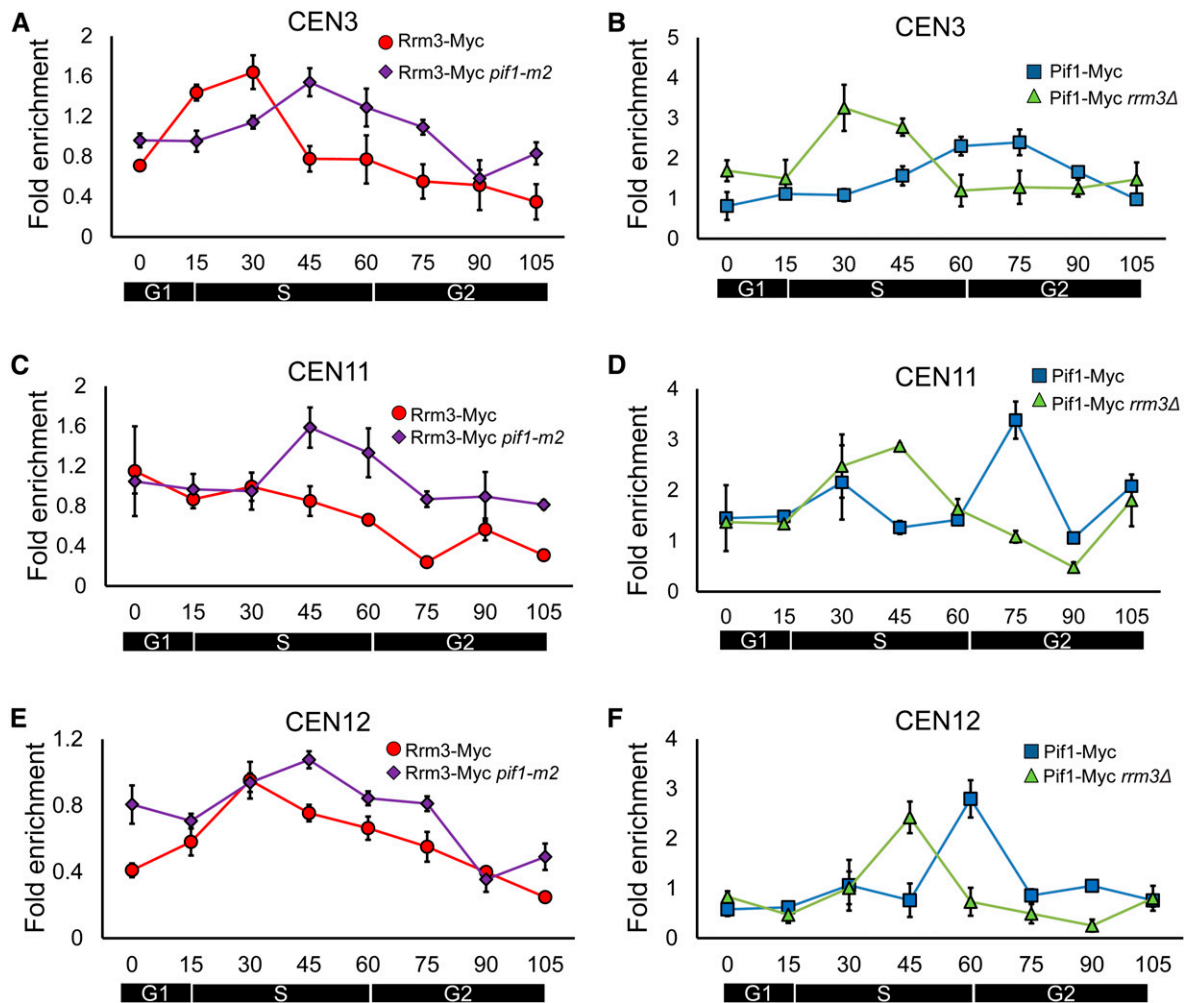 A
CEN3
Fold enrichment
2
1.6
1.2
0.8
0.4
0
Rrm3-Myc
Rrm3-Myc pif1-m2
0 15 30 45 60 75 90 105
G1 S G2
B
CEN3
Fold enrichment
5
4
3
2
1
0
Pif1-Myc
Pif1-Myc rrm3Δ
0 15 30 45 60 75 90 105
G1 S G2
C
CEN11
Fold enrichment
2
1.6
1.2
0.8
0.4
0
Rrm3-Myc
Rrm3-Myc pif1-m2
0 15 30 45 60 75 90 105
G1 S G2
D
CEN11
Fold enrichment
4
3
2
1
0
Pif1-Myc
Pif1-Myc rrm3Δ
0 15 30 45 60 75 90 105
G1 S G2
E
CEN12
Fold enrichment
1.2
0.8
0.4
0
Rrm3-Myc
Rrm3-Myc pif1-m2
0 15 30 45 60 75 90 105
G1 S G2
F
CEN12
Fold enrichment
4
3
2
1
0
Pif1-Myc
Pif1-Myc rrm3Δ
0 15 30 45 60 75 90 105
G1 S G2